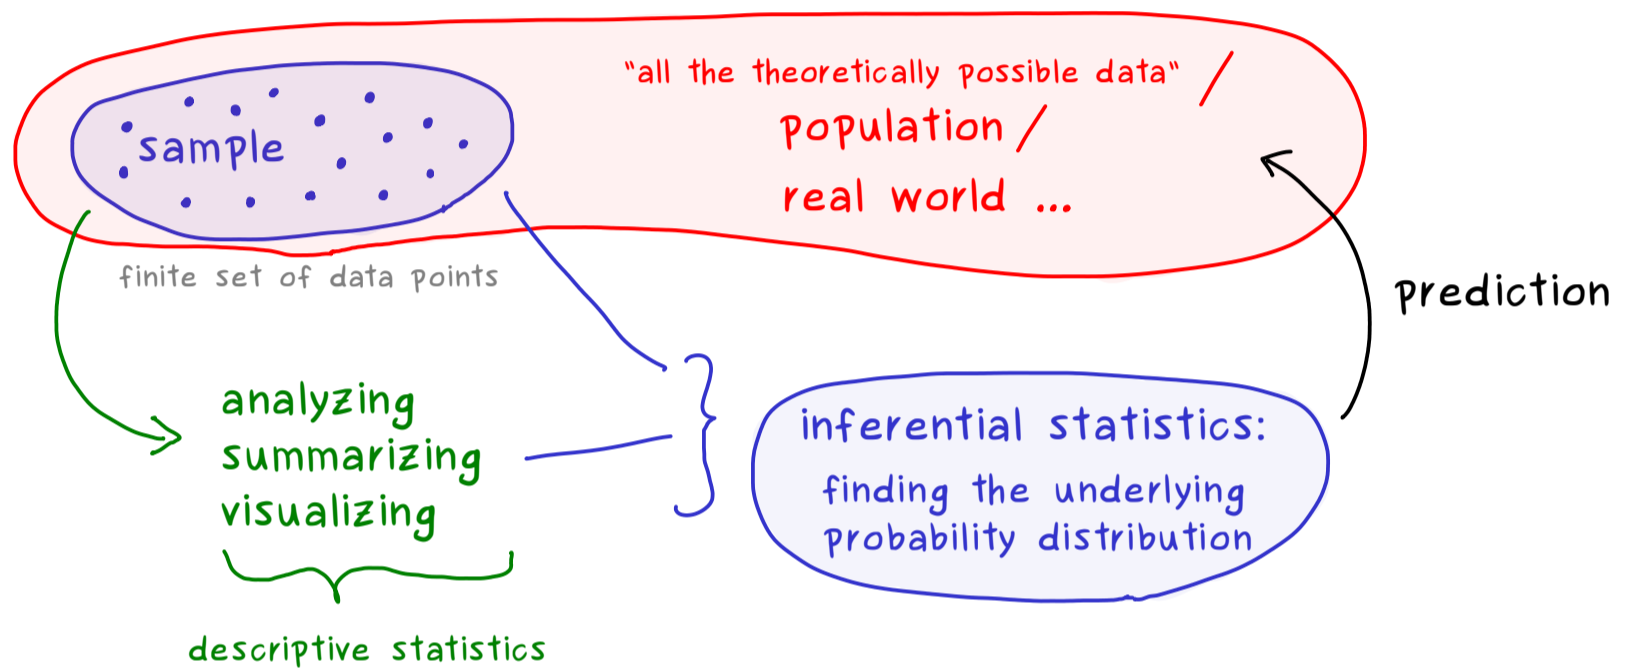 "all the theoretically possible data" /
population /
real world ...
sample
finite set of data points
prediction
analyzing
summarizing
visualizing
descriptive statistics
inferential statistics:
finding the underlying
probability distribution